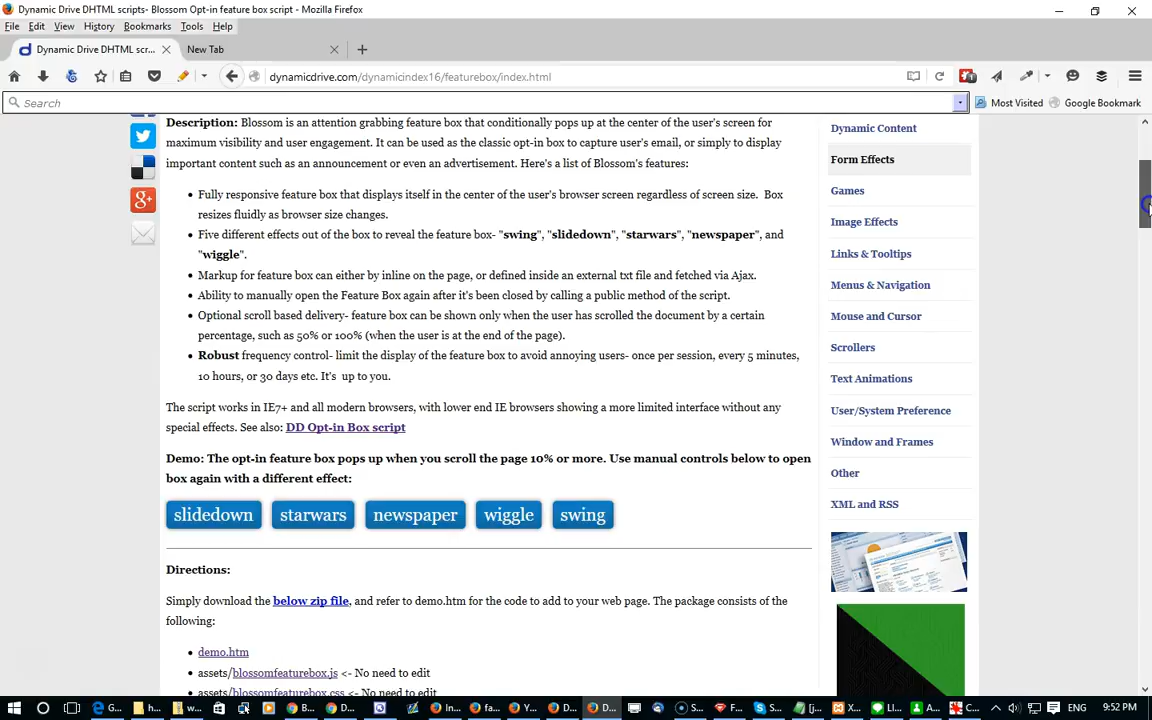 Dynamic Drive DHTML scripts- Blossom Opt-in feature box script - Mozilla Firefox
File Edit View History Bookmarks Tools Help
Dynamic Drive DHTML scr...
New Tab
dynamicdrive.com/dynamicindex16/featurebox/index.html
Search
Most Visited
Google Bookmark
Description: Blossom is an attention grabbing feature box that conditionally pops up at the center of the user's screen for
maximum visibility and user engagement. It can be used as the classic opt-in box to capture user's email, or simply to display
important content such as an announcement or even an advertisement. Here's a list of Blossom's features:
Fully responsive feature box that displays itself in the center of the user's browser screen regardless of screen size. Box
resizes fluidly as browser size changes.
Five different effects out of the box to reveal the feature box- "swing", "slidedown", "starwars", "newspaper", and
"wiggle".
Markup for feature box can either by inline on the page, or defined inside an external txt file and fetched via Ajax.
Ability to manually open the Feature Box again after it's been closed by calling a public method of the script.
Optional scroll based delivery- feature box can be shown only when the user has scrolled the document by a certain
percentage, such as 50% or 100% (when the user is at the end of the page).
Robust frequency control- limit the display of the feature box to avoid annoying users- once per session, every 5 minutes,
10 hours, or 30 days etc. It's up to you.
The script works in IE7+ and all modern browsers, with lower end IE browsers showing a more limited interface without any
special effects. See also: DD Opt-in Box script
Demo: The opt-in feature box pops up when you scroll the page 10% or more. Use manual controls below to open
box again with a different effect:
slidedown starwars newspaper wiggle swing
Directions:
Simply download the below zip file, and refer to demo.htm for the code to add to your web page. The package consists of the
following:
demo.htm
assets/blossomfeaturebox.js <- No need to edit
assets/blossomfeaturebox.css <- No need to edit
Dynamic Content
Form Effects
Games
Image Effects
Links & Tooltips
Menus & Navigation
Mouse and Cursor
Scrollers
Text Animations
User/System Preference
Window and Frames
Other
XML and RSS
G... h... w... B... D... In... fa... Y... D... D... S... F... S... [j... X... LI... A... C...
ENG 9:52 PM